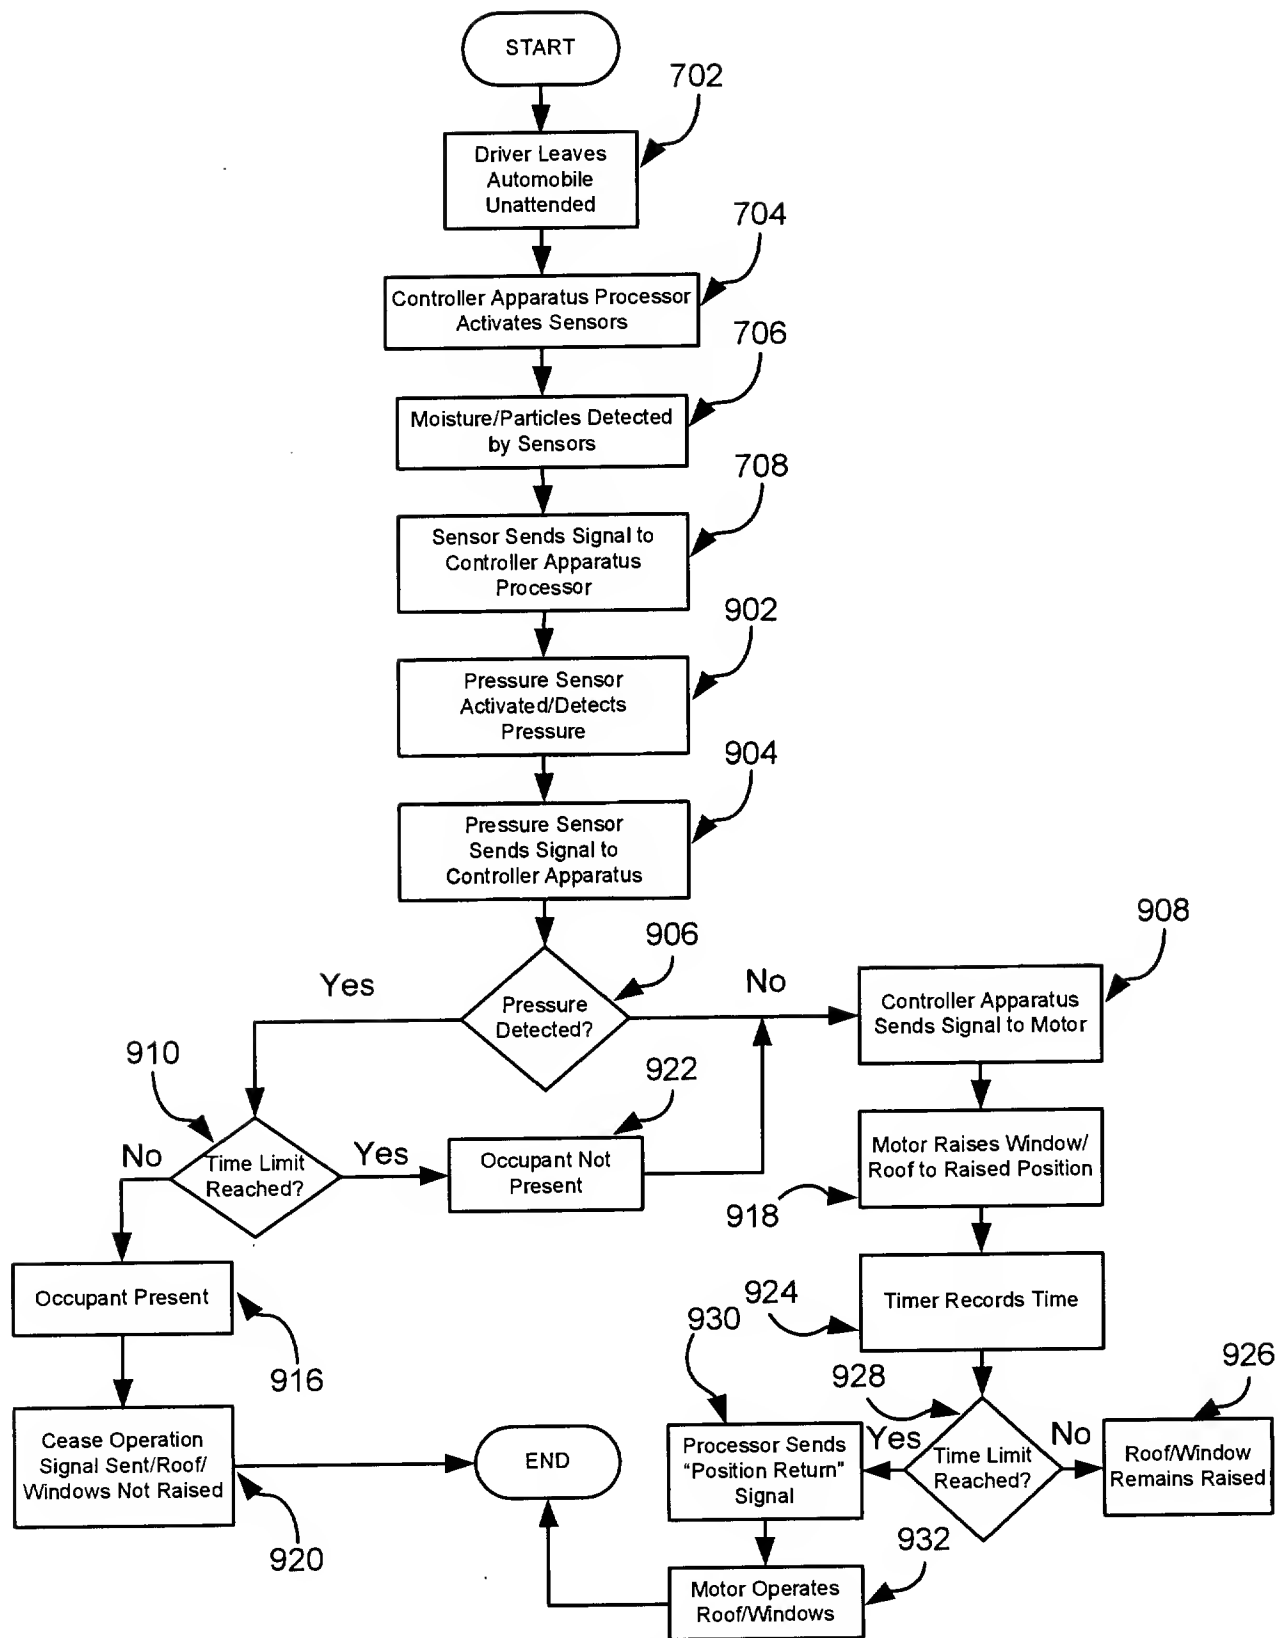 START
702
Driver Leaves
Automobile
Unattended
704
Controller Apparatus Processor
Activates Sensors
706
Moisture/Particles Detected
by Sensors
708
Sensor Sends Signal to
Controller Apparatus
Processor
902
Pressure Sensor
Activated/Detects
Pressure
904
Pressure Sensor
Sends Signal to
Controller Apparatus
906
Pressure
Detected?
Yes
No
908
Controller Apparatus
Sends Signal to Motor
910
Time Limit
Reached?
No
Yes
922
Occupant Not
Present
Motor Raises Window/
Roof to Raised Position
918
Occupant Present
916
Timer Records Time
924
Cease Operation
Signal Sent/Roof/
Windows Not Raised
920
END
930
Processor Sends
"Position Return"
Signal
928
Yes
Time Limit
Reached?
No
926
Roof/Window
Remains Raised
932
Motor Operates
Roof/Windows